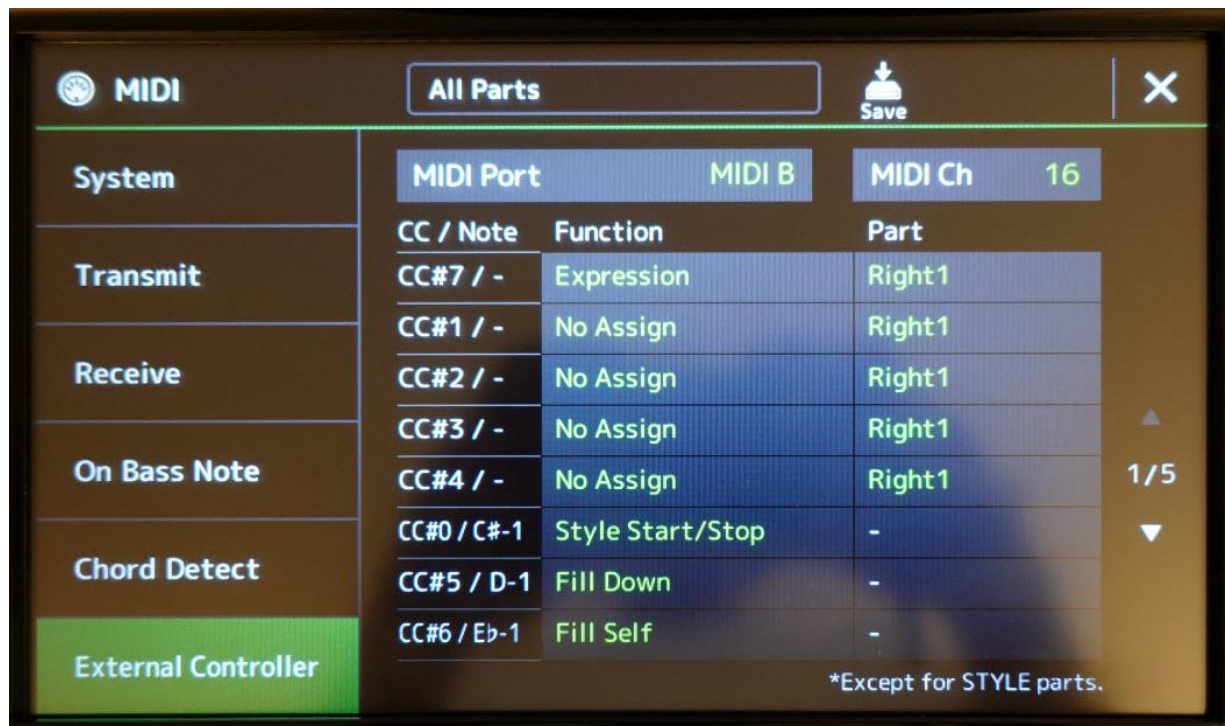 MIDI
All Parts
Save
System
Transmit
Receive
On Bass Note
Chord Detect
External Controller
MIDI Port MIDI B MIDI Ch 16
CC / Note Function Part
CC#7 / - Expression Right1
CC#1 / - No Assign Right1
CC#2 / - No Assign Right1
CC#3 / - No Assign Right1
CC#4 / - No Assign Right1
CC#0 / C#-1 Style Start/Stop -
CC#5 / D-1 Fill Down -
CC#6 / E♭-1 Fill Self -
1/5
*Except for STYLE parts.